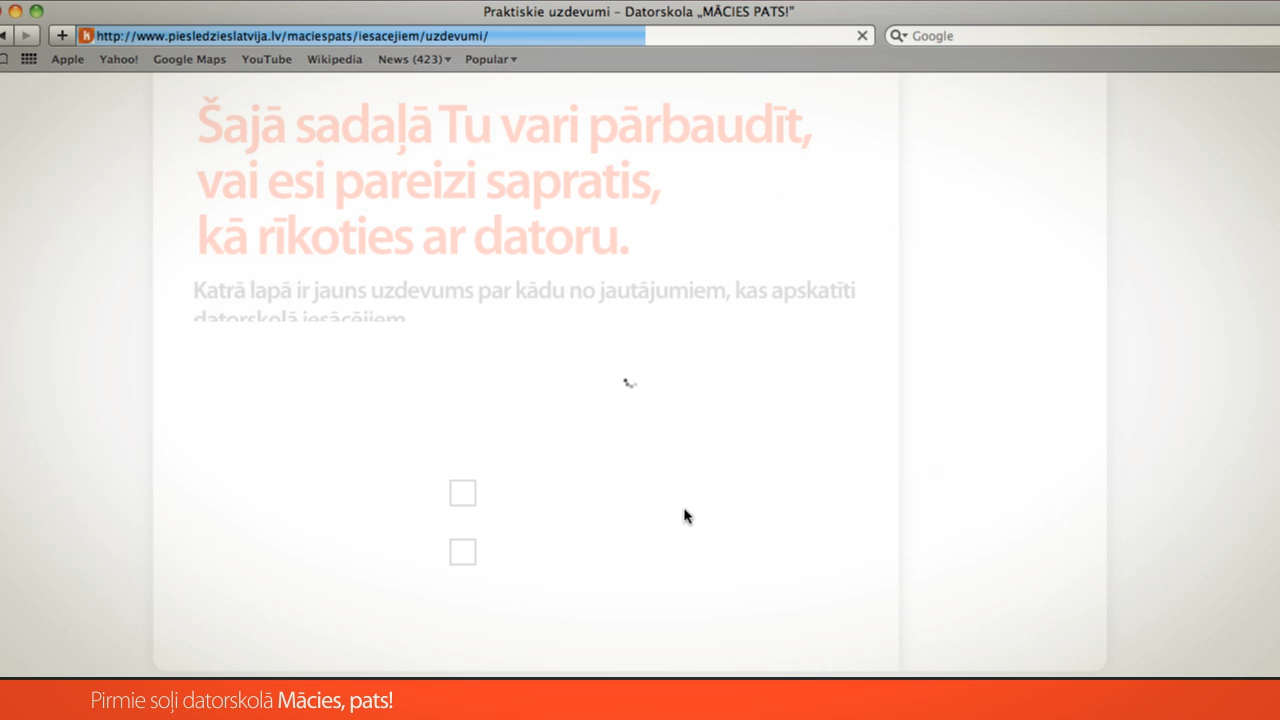 Praktiskie uzdevumi – Datorskola „MĀCIES PATS!"
http://www.piesledzieslatvija.lv/maciespats/iesacejiem/uzdevumi/
Google
Apple Yahoo! Google Maps YouTube Wikipedia News (423) Popular
Šajā sadaļā Tu vari pārbaudīt,
vai esi pareizi sapratis,
kā rīkoties ar datoru.
Katrā lapā ir jauns uzdevums par kādu no jautājumiem, kas apskatīti
datorskolā iesācējiem
Pirmie soļi datorskolā Mācies, pats!